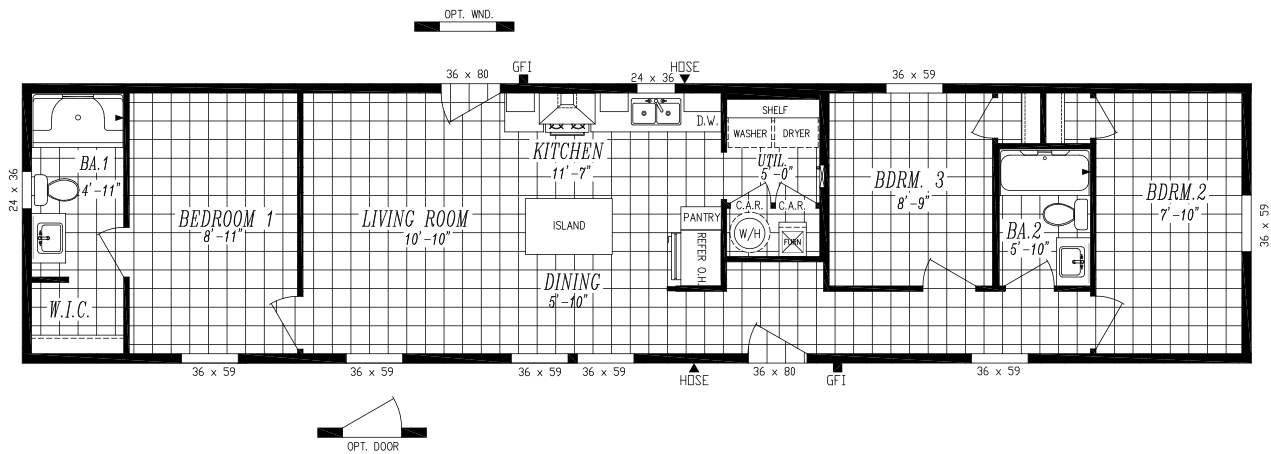 OPT. WND.
36 x 80
GFI
24 x 36
HOSE
36 x 59
BA.1
4'-11"
24 x 36
W.I.C.
BEDROOM 1
8'-11"
LIVING ROOM
10'-10"
KITCHEN
11'-7"
D.W.
ISLAND
DINING
5'-10"
PANTRY
REFER O.H.
SHELF
WASHER
DRYER
UTIL.
5'-0"
C.A.R.
C.A.R.
W/H
FURN
BDRM. 3
8'-9"
BA.2
5'-10"
BDRM.2
7'-10"
36 x 59
36 x 59
36 x 59
36 x 59
36 x 59
HOSE
36 x 80
GFI
36 x 59
OPT. DOOR